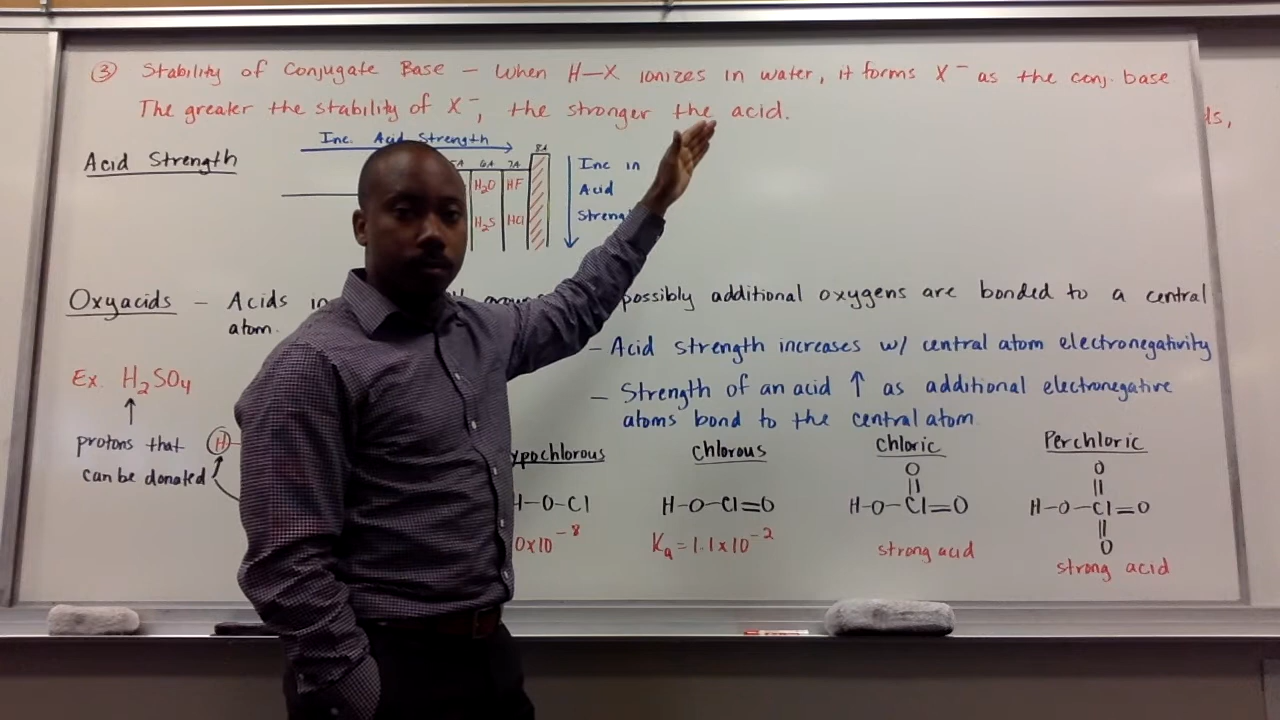 ③ Stability of Conjugate Base – When H–X ionizes in water, it forms X⁻ as the conj. base
The greater the stability of X⁻, the stronger the acid.
Inc. Acid Strength
Acid Strength
6A 7A 8A
H₂O HF
H₂S HCl
Inc in
Acid
Oxyacids – Acids
possibly additional oxygens are bonded to a central
atom.
– Acid strength increases w/ central atom electronegativity
– Strength of an acid ↑ as additional electronegative
atoms bond to the central atom
Ex. H₂SO₄
protons that
can be donated
H
Chlorous
H–O–Cl=O
Kₐ = 1.1x10⁻²
Chloric
O
H–O–Cl=O
strong acid
Perchloric
O
H–O–Cl=O
O
strong acid
H–O–Cl
0x10⁻⁸